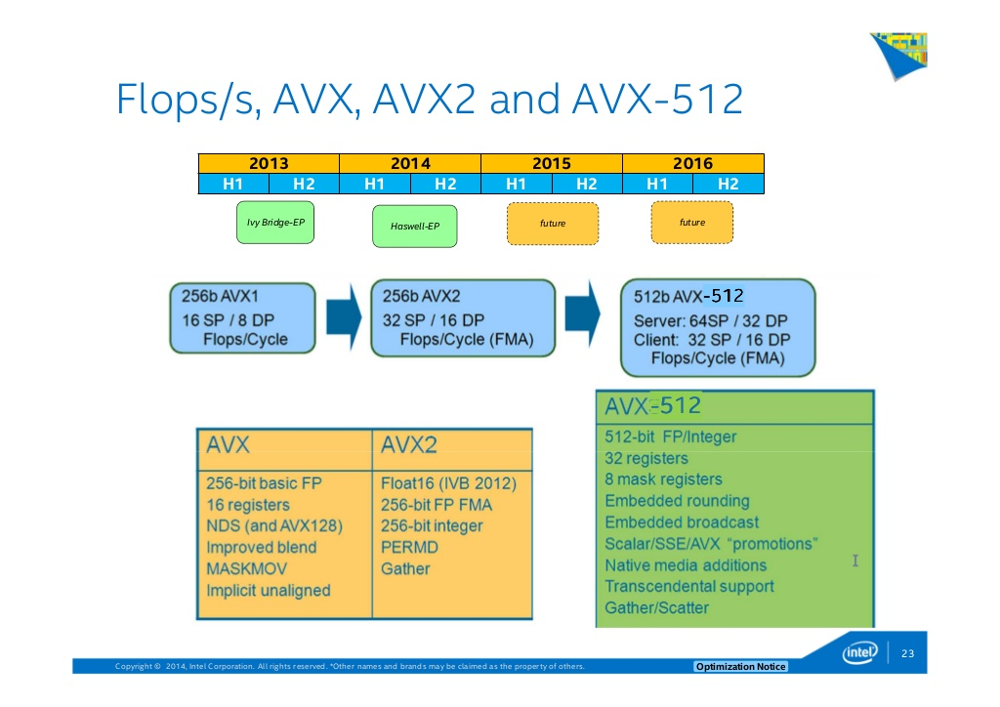 Flops/s, AVX, AVX2 and AVX-512
2013 2014 2015 2016
H1 H2 H1 H2 H1 H2 H1 H2
Ivy Bridge-EP
Haswell-EP
future
future
256b AVX1
16 SP / 8 DP
Flops/Cycle
256b AVX2
32 SP / 16 DP
Flops/Cycle (FMA)
512b AVX-512
Server: 64SP / 32 DP
Client: 32 SP / 16 DP
Flops/Cycle (FMA)
AVX
256-bit basic FP
16 registers
NDS (and AVX128)
Improved blend
MASKMOV
Implicit unaligned
AVX2
Float16 (IVB 2012)
256-bit FP FMA
256-bit integer
PERMD
Gather
AVX-512
512-bit FP/Integer
32 registers
8 mask registers
Embedded rounding
Embedded broadcast
Scalar/SSE/AVX “promotions”
Native media additions
Transcendental support
Gather/Scatter
Copyright © 2014, Intel Corporation. All rights reserved. *Other names and brands may be claimed as the property of others.
Optimization Notice
intel
23